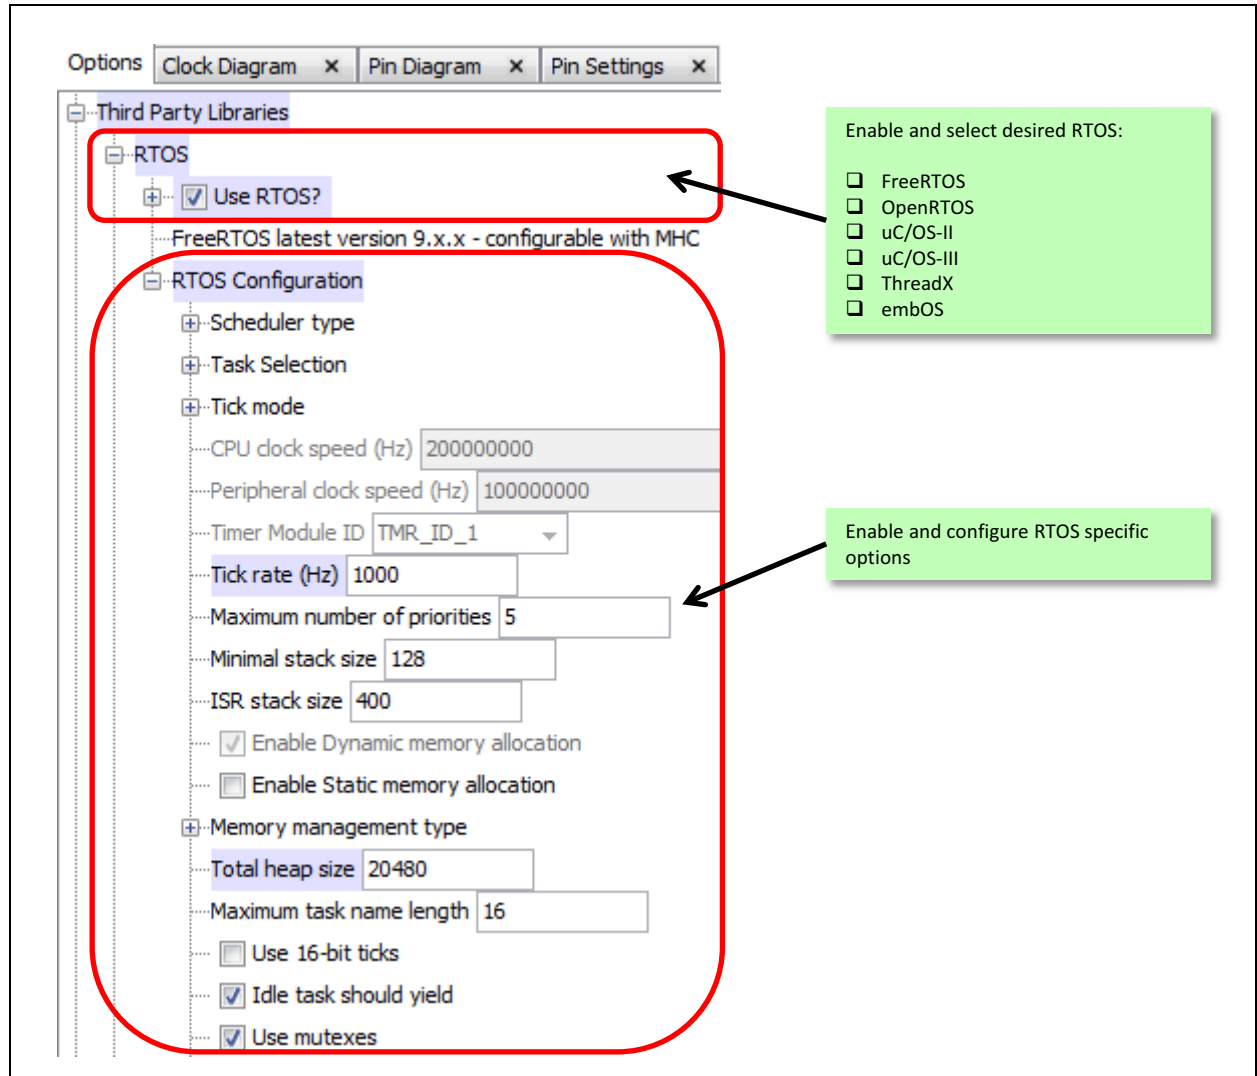 Options Clock Diagram × Pin Diagram × Pin Settings ×
Third Party Libraries
RTOS
Use RTOS?
FreeRTOS latest version 9.x.x - configurable with MHC
RTOS Configuration
Scheduler type
Task Selection
Tick mode
CPU clock speed (Hz) 200000000
Peripheral clock speed (Hz) 100000000
Timer Module ID TMR_ID_1
Tick rate (Hz) 1000
Maximum number of priorities 5
Minimal stack size 128
ISR stack size 400
Enable Dynamic memory allocation
Enable Static memory allocation
Memory management type
Total heap size 20480
Maximum task name length 16
Use 16-bit ticks
Idle task should yield
Use mutexes
Enable and select desired RTOS:
FreeRTOS
OpenRTOS
uC/OS-II
uC/OS-III
ThreadX
embOS
Enable and configure RTOS specific
options